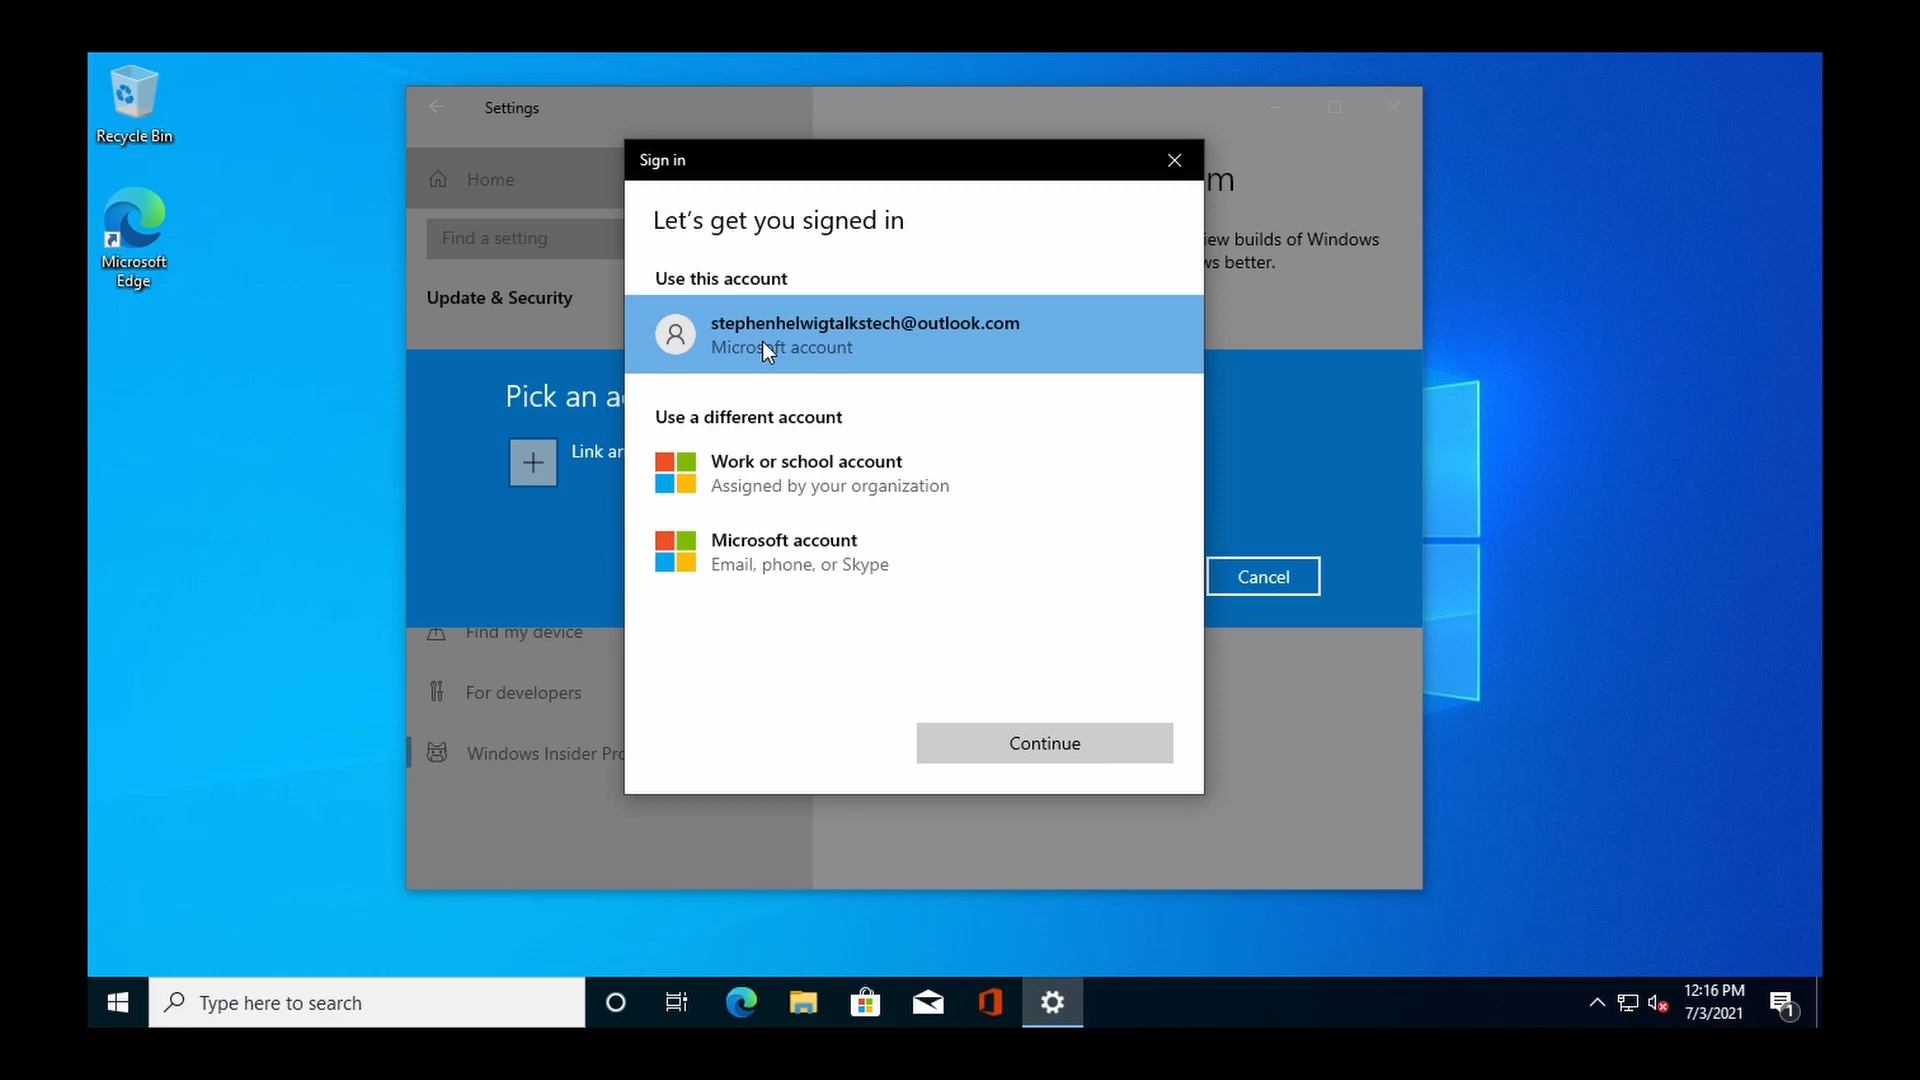 Recycle Bin
Microsoft
Edge
Settings
Home
Find a setting
Update & Security
Pick an a
Link a
Find my device
For developers
Windows Insider Pro
m
iew builds of Windows
ws better.
Cancel
Sign in
Let's get you signed in
Use this account
stephenhelwigtalkstech@outlook.com
Microsoft account
Use a different account
Work or school account
Assigned by your organization
Microsoft account
Email, phone, or Skype
Continue
Type here to search
12:16 PM
7/3/2021
1